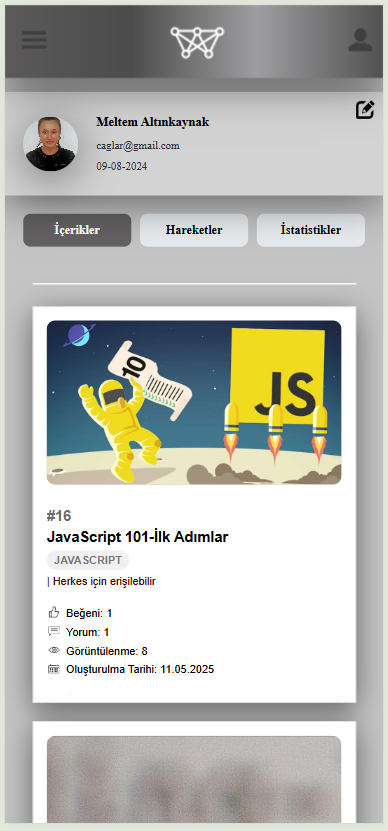 Meltem Altınkaynak
caglar@gmail.com
09-08-2024
İçerikler
Hareketler
İstatistikler
10
JS
#16
JavaScript 101-İlk Adımlar
JAVASCRIPT
| Herkes için erişilebilir
Beğeni: 1
Yorum: 1
Görüntülenme: 8
Oluşturulma Tarihi: 11.05.2025